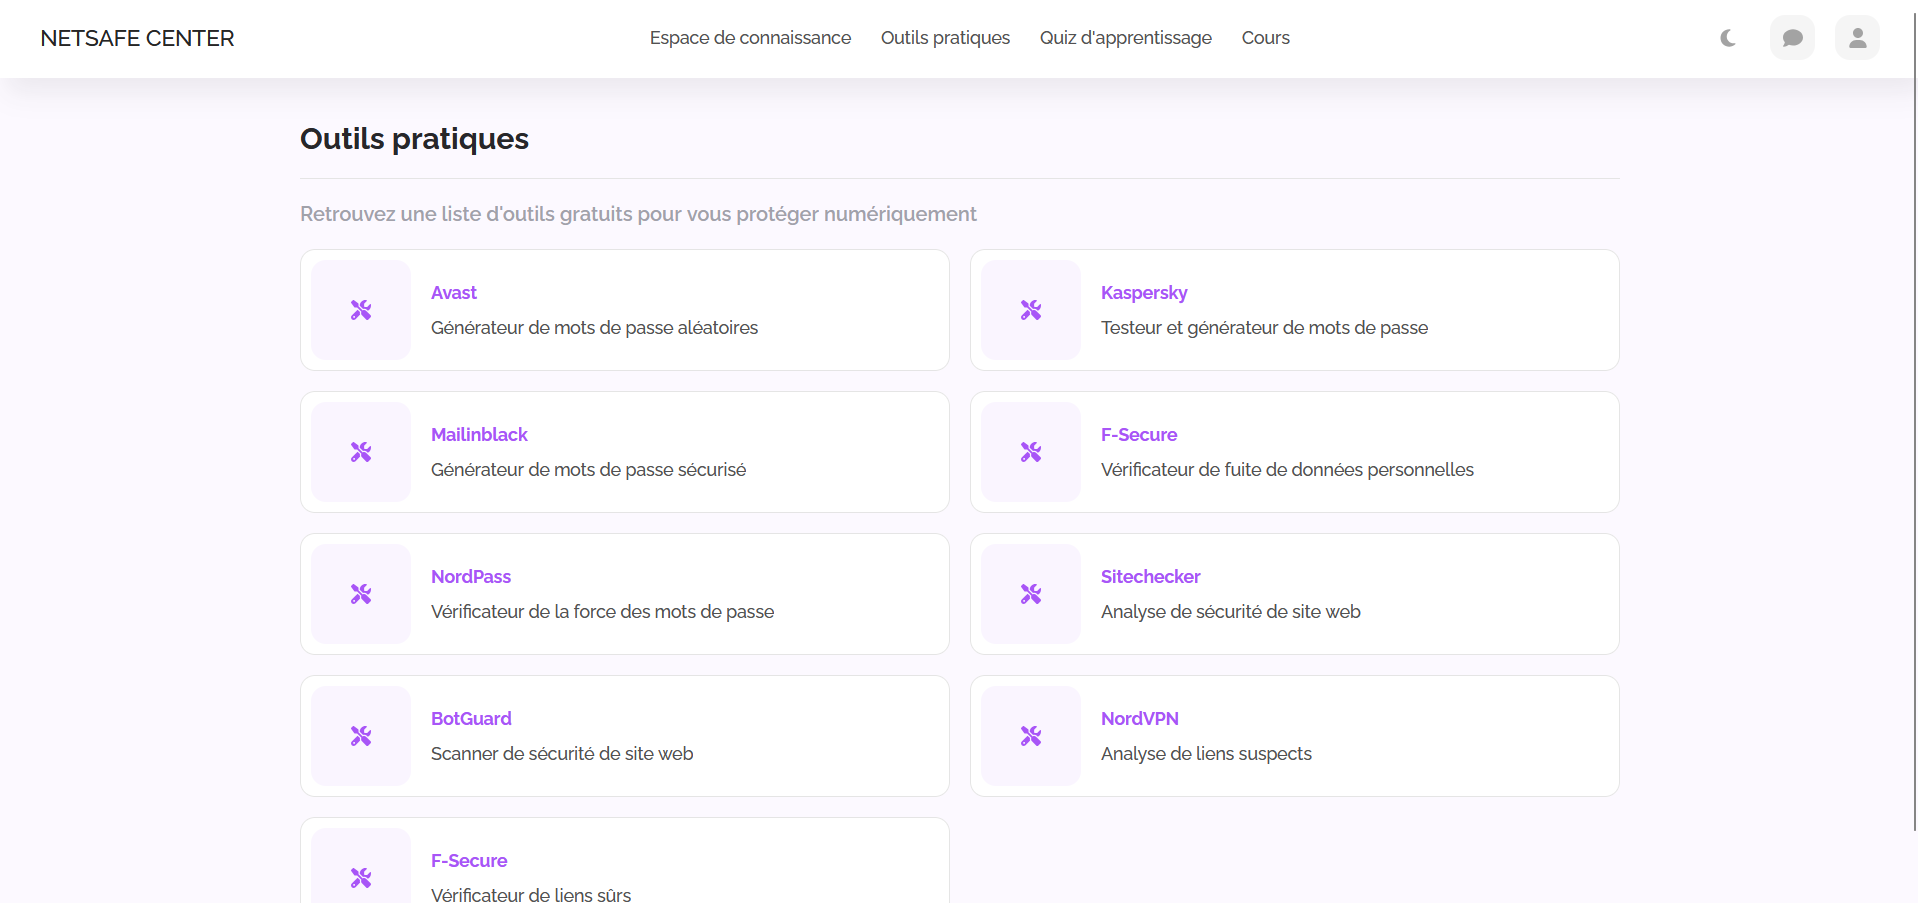 NETSAFE CENTER
Espace de connaissance
Outils pratiques
Quiz d'apprentissage
Cours
Outils pratiques
Retrouvez une liste d'outils gratuits pour vous protéger numériquement
Avast
Générateur de mots de passe aléatoires
Kaspersky
Testeur et générateur de mots de passe
Mailinblack
Générateur de mots de passe sécurisé
F-Secure
Vérificateur de fuite de données personnelles
NordPass
Vérificateur de la force des mots de passe
Sitechecker
Analyse de sécurité de site web
BotGuard
Scanner de sécurité de site web
NordVPN
Analyse de liens suspects
F-Secure
Vérificateur de liens sûrs